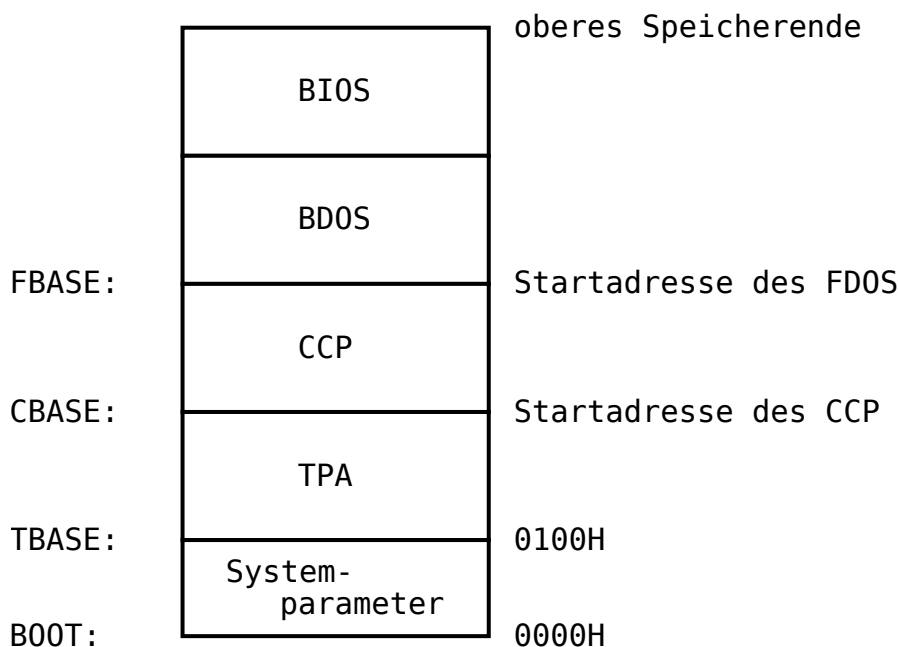 oberes Speicherende
BIOS
BDOS
FBASE: Startadresse des FDOS
CCP
CBASE: Startadresse des CCP
TPA
TBASE: 0100H
System-
parameter
BOOT: 0000H